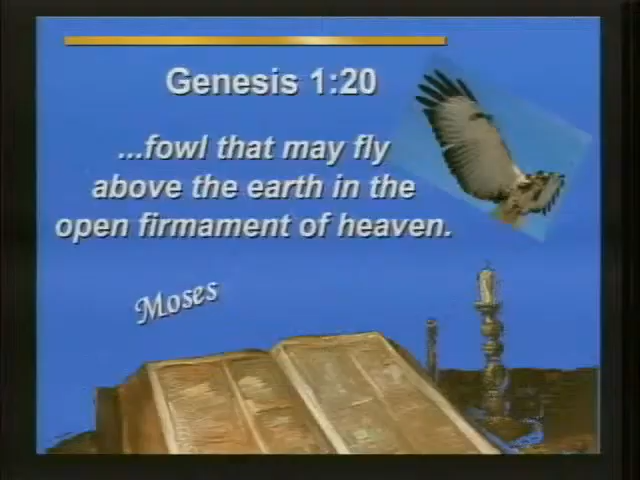 Genesis 1:20
...fowl that may fly
above the earth in the
open firmament of heaven.
Moses